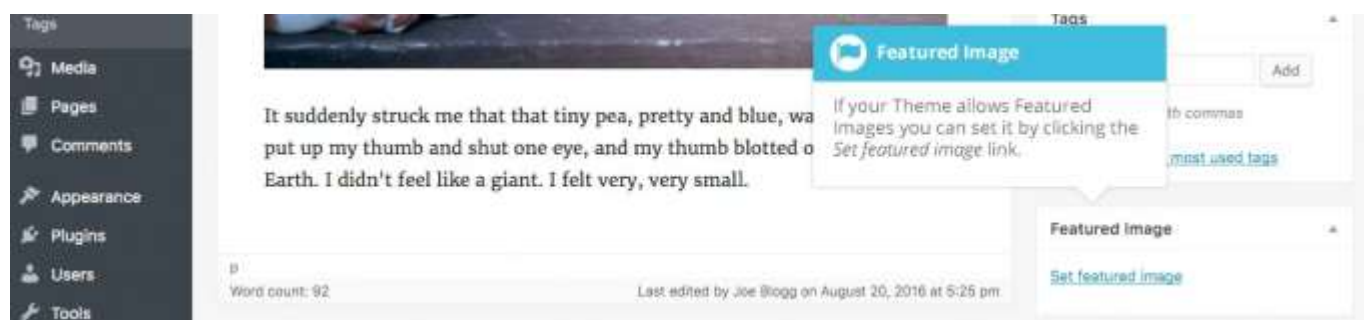 Tags
Media
Pages
Comments
Appearance
Plugins
Users
Tools
It suddenly struck me that that tiny pea, pretty and blue, wa
put up my thumb and shut one eye, and my thumb blotted o
Earth. I didn't feel like a giant. I felt very, very small.
p
Word count: 92
Last edited by Joe Blogg on August 20, 2016 at 5:25 pm
Featured Image
If your Theme allows Featured
Images you can set it by clicking the
Set featured image link.
Tags
Add
th commas
most used tags
Featured Image
Set featured image